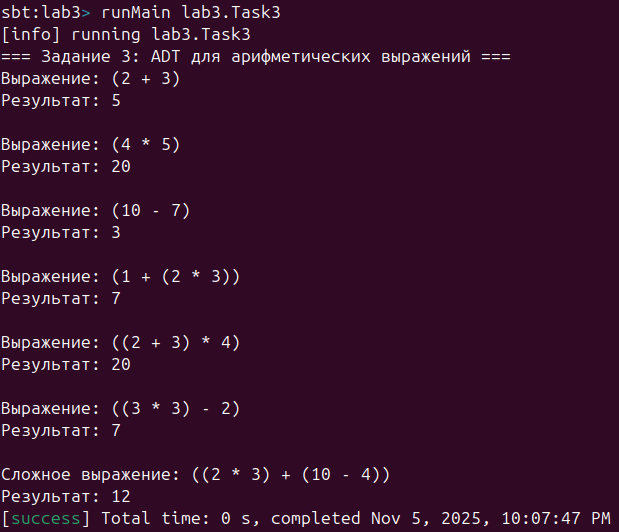 sbt:lab3> runMain lab3.Task3
[info] running lab3.Task3
=== Задание 3: ADT для арифметических выражений ===
Выражение: (2 + 3)
Результат: 5
Выражение: (4 * 5)
Результат: 20
Выражение: (10 - 7)
Результат: 3
Выражение: (1 + (2 * 3))
Результат: 7
Выражение: ((2 + 3) * 4)
Результат: 20
Выражение: ((3 * 3) - 2)
Результат: 7
Сложное выражение: ((2 * 3) + (10 - 4))
Результат: 12
[success] Total time: 0 s, completed Nov 5, 2025, 10:07:47 PM